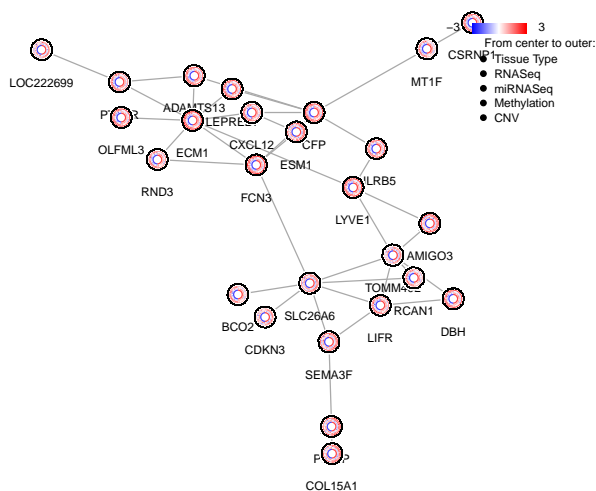 −3
3
CSRNP1
From center to outer:
Tissue Type
RNASeq
miRNASeq
Methylation
CNV
MT1F
LOC222699
ADAMTS13
OLFML3
ECM1
CXCL12
CFP
ESM1
RND3
FCN3
LYVE1
AMIGO3
SLC26A6
RCAN1
BCO2
DBH
LIFR
CDKN3
SEMA3F
COL15A1